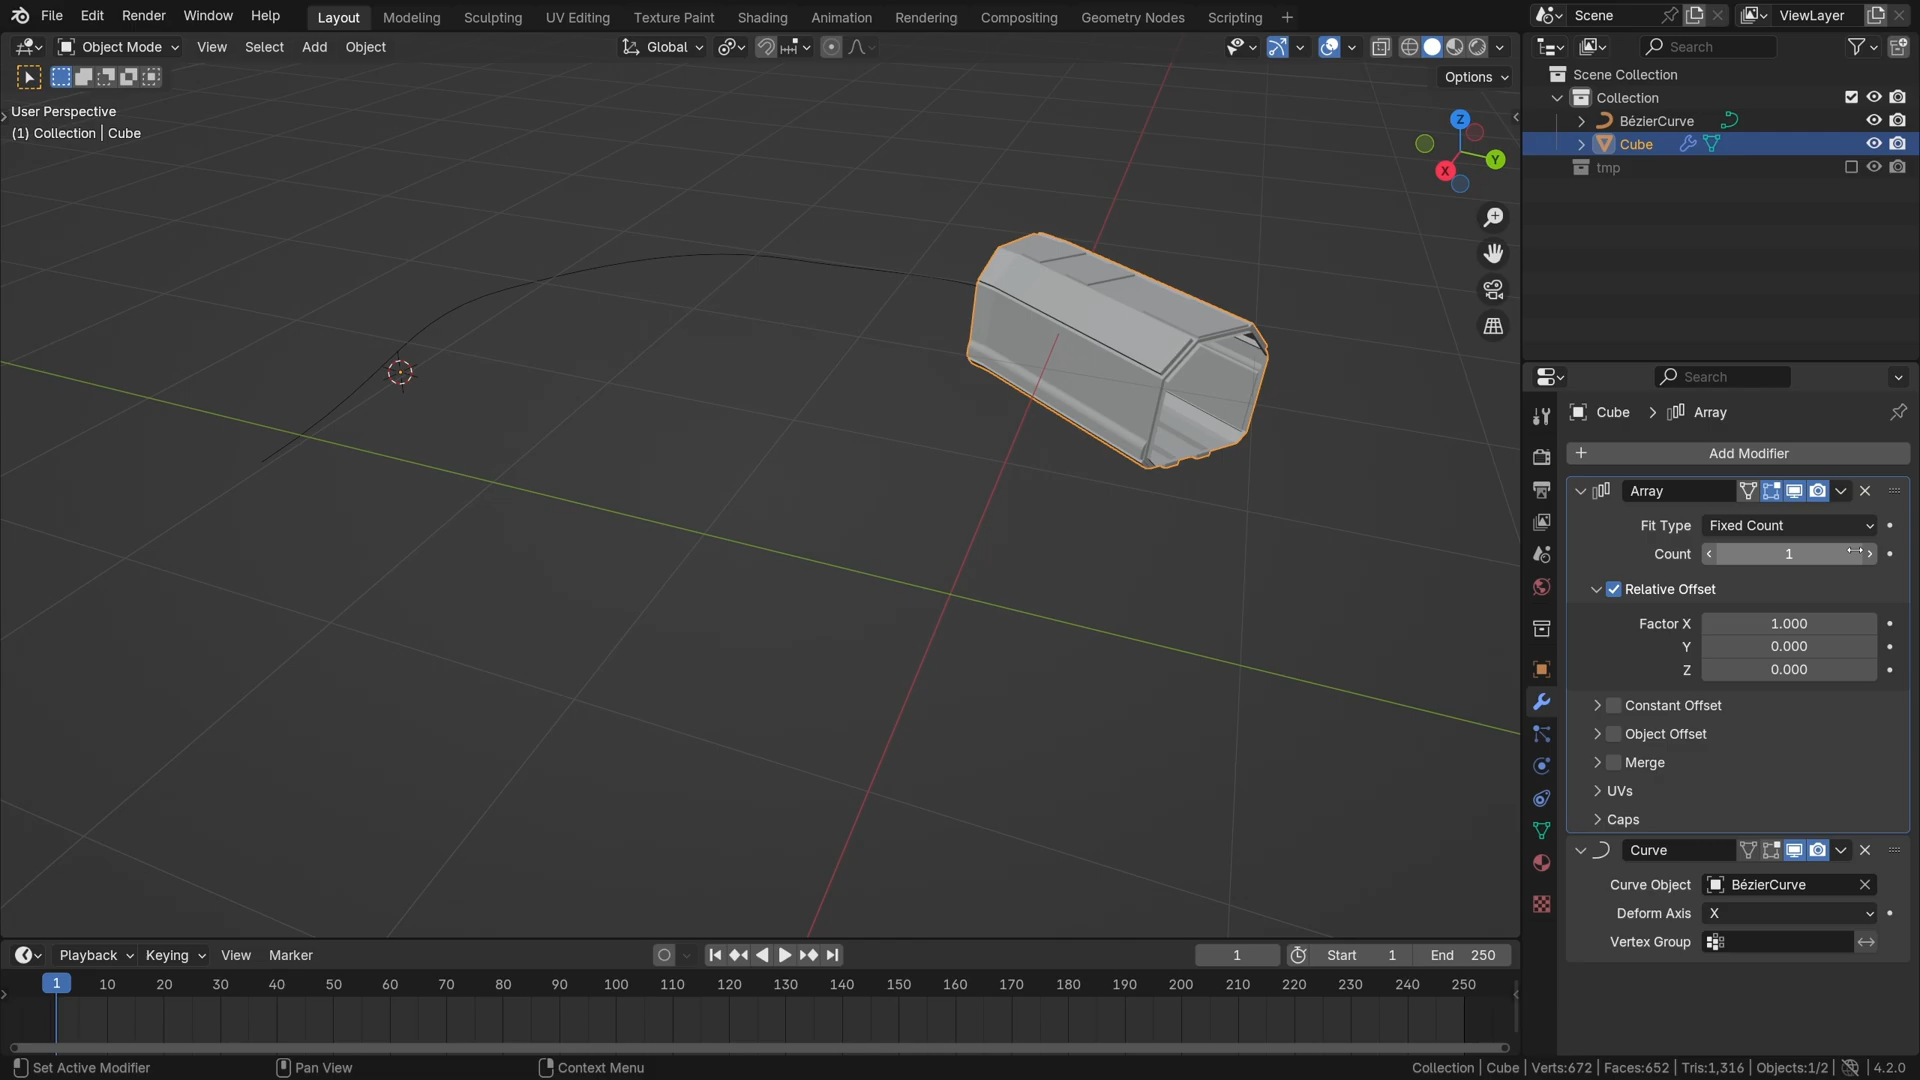 File Edit Render Window Help Layout Modeling Sculpting UV Editing Texture Paint Shading Animation Rendering Compositing Geometry Nodes Scripting Scene ViewLayer
Object Mode View Select Add Object Global Search
Options
User Perspective
(1) Collection | Cube
Z
Y
X
Scene Collection
Collection
BézierCurve
Cube
tmp
Search
Cube Array
Add Modifier
Array
Fit Type Fixed Count
Count 1
Relative Offset
Factor X 1.000
Y 0.000
Z 0.000
Constant Offset
Object Offset
Merge
UVs
Caps
Curve
Curve Object BézierCurve
Deform Axis X
Vertex Group
Playback Keying View Marker 1 Start 1 End 250
1 10 20 30 40 50 60 70 80 90 100 110 120 130 140 150 160 170 180 190 200 210 220 230 240 250
Set Active Modifier Pan View Context Menu Collection | Cube | Verts:672 | Faces:652 | Tris:1,316 | Objects:1/2 | 4.2.0